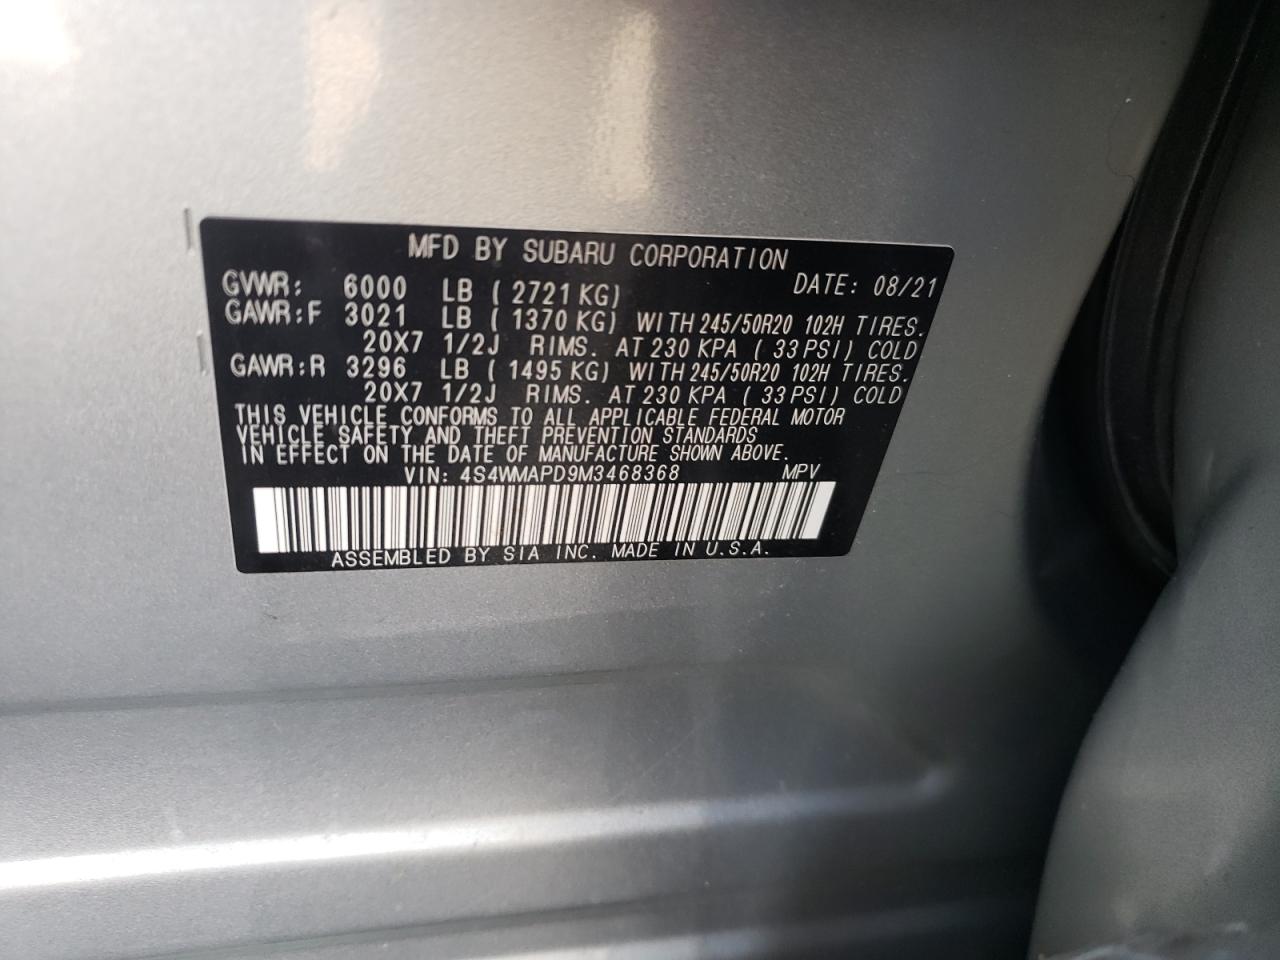 MFD BY SUBARU CORPORATION
GVWR: 6000 LB ( 2721 KG) DATE: 08/21
GAWR:F 3021 LB ( 1370 KG) WITH 245/50R20 102H TIRES.
20X7 1/2J RIMS. AT 230 KPA ( 33 PSI) COLD
GAWR:R 3296 LB ( 1495 KG) WITH 245/50R20 102H TIRES.
20X7 1/2J RIMS. AT 230 KPA ( 33 PSI) COLD
THIS VEHICLE CONFORMS TO ALL APPLICABLE FEDERAL MOTOR
VEHICLE SAFETY AND THEFT PREVENTION STANDARDS
IN EFFECT ON THE DATE OF MANUFACTURE SHOWN ABOVE.
VIN: 4S4WMAPD9M3468368 MPV
ASSEMBLED BY SIA INC. MADE IN U.S.A.